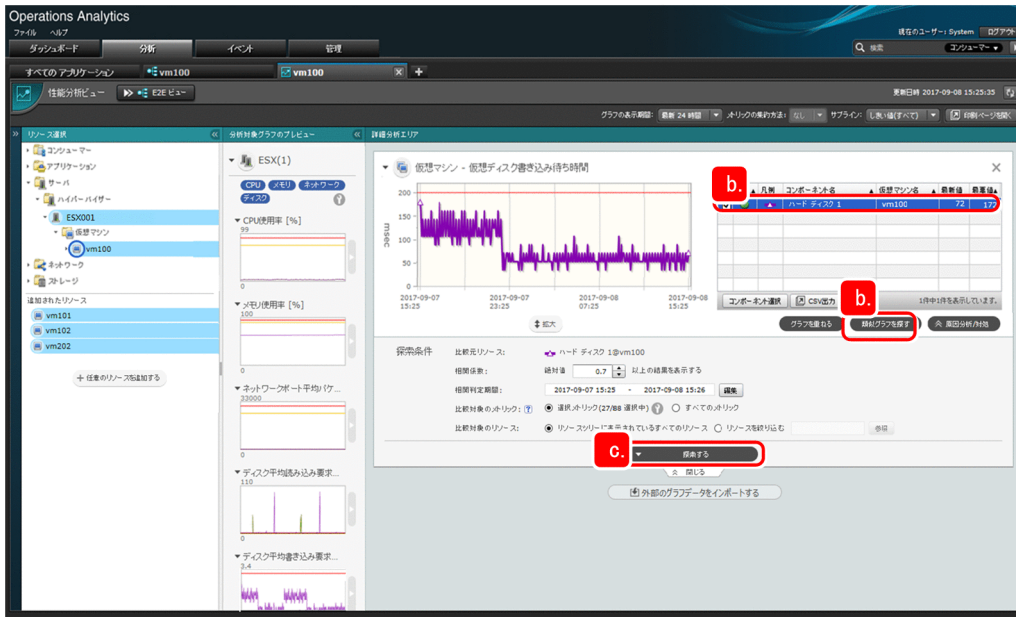 Operations Analytics
ファイル ヘルプ
現在のユーザー: System ログアウト
ダッシュボード 分析 イベント 管理
検索 コンシューマー
すべてのアプリケーション vm100 vm100 × +
性能分析ビュー E2E ビュー
更新日時 2017-09-08 15:25:35
グラフの表示期間: 最新 24 時間 メトリックの集約方法: なし サブライン: しきい値(すべて) 印刷ページを開く
リソース選択
コンシューマー
アプリケーション
サーバ
ハイパーバイザー
ESX001
仮想マシン
vm100
ネットワーク
ストレージ
追加されたリソース
vm101
vm102
vm202
+ 任意のリソースを追加する
分析対象グラフのプレビュー
ESX(1)
CPU メモリ ネットワーク
ディスク
CPU使用率 [%]
99
0
メモリ使用率 [%]
100
0
ネットワークポート平均パケ...
33000
0
ディスク平均読み込み要求...
110
0
ディスク平均書き込み要求...
3.4
詳細分析エリア
仮想マシン - 仮想ディスク書き込み待ち時間
200
150
100
50
0
msec
2017-09-07 15:25
2017-09-07 23:25
2017-09-08 07:25
2017-09-08 15:25
拡大
b.
凡例 コンポーネント名 仮想マシン名 最新値 最悪値
ハード ディスク 1 vm100 72 177
コンポーネント選択 CSV出力 1件中1件を表示しています。
b.
グラフを重ねる 類似グラフを探す 原因分析/対処
探索条件
比較元リソース: ハード ディスク 1@vm100
相関係数: 絶対値 0.7 以上の結果を表示する
相関判定期間: 2017-09-07 15:25 - 2017-09-08 15:26 編集
比較対象のメトリック: ? 選択メトリック(27/88 選択中) すべてのメトリック
比較対象のリソース: リソースツリーに表示されているすべてのリソース リソースを絞り込む 参照
c.
探索する
閉じる
外部のグラフデータをインポートする